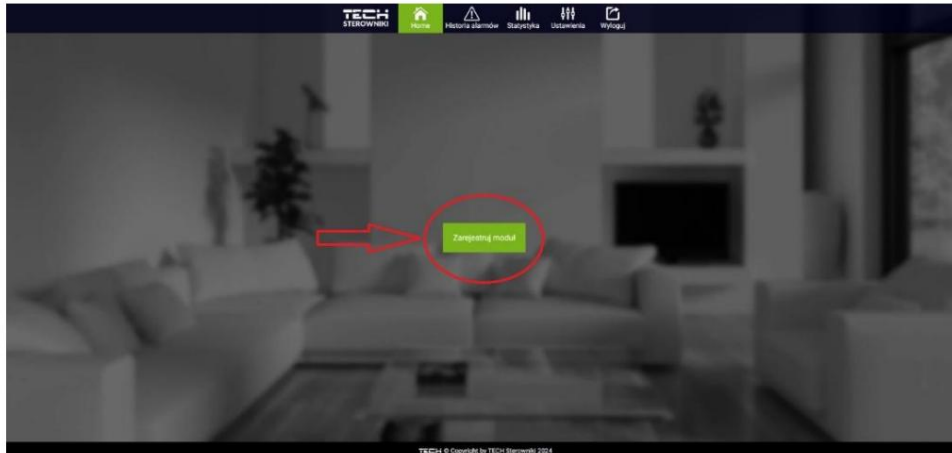 TECH
STEROWNIKI
Home
Historia alarmów
Statystyka
Ustawienia
Wyloguj
Zarejestruj moduł
TECH © Copyright by TECH Sterowniki 2024